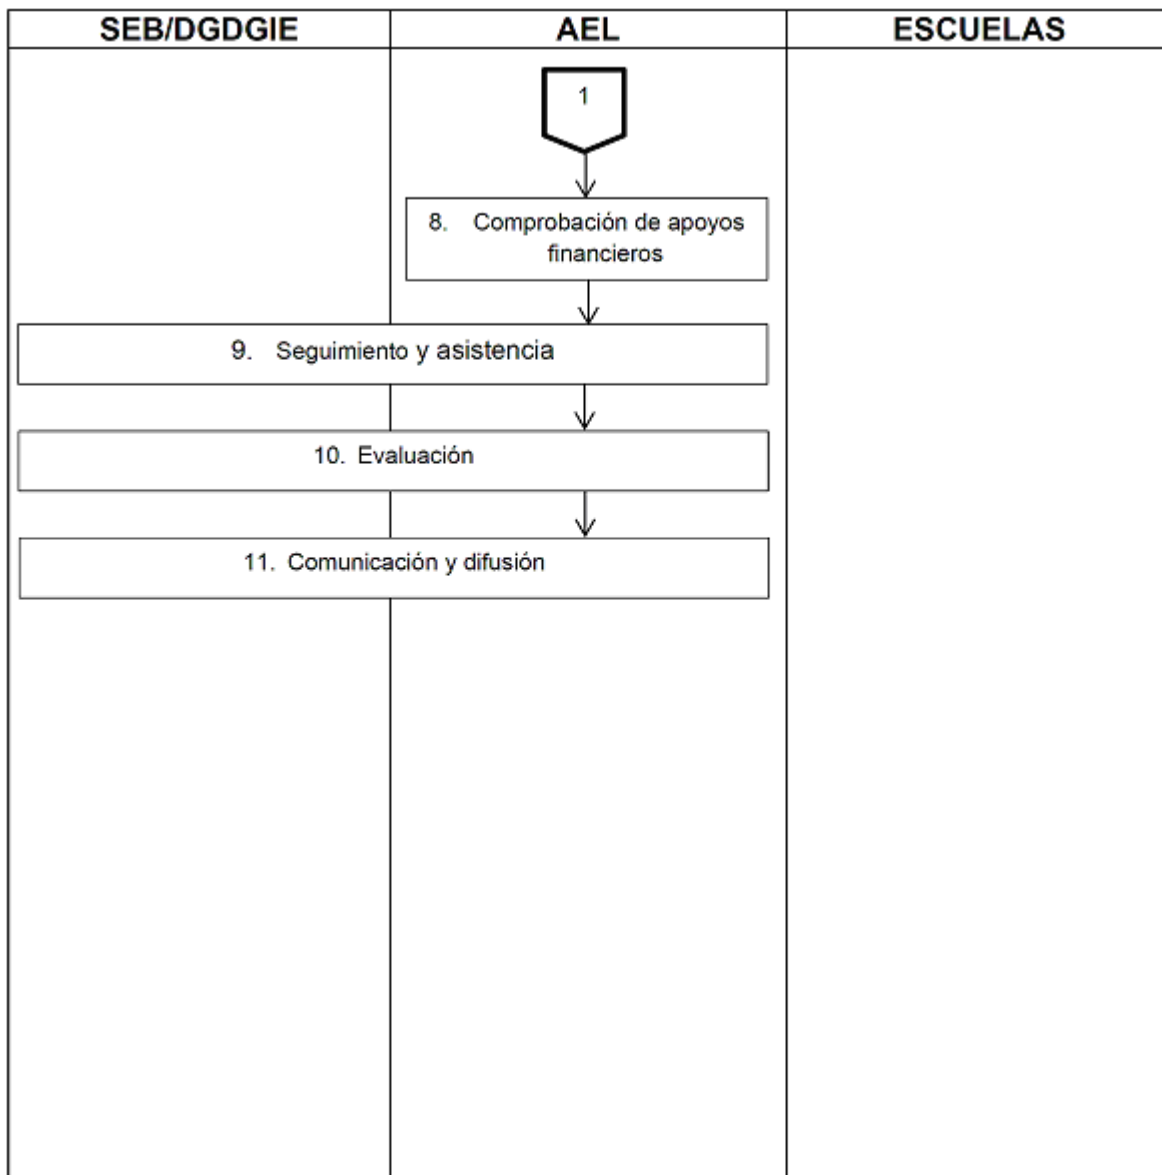 SEB/DGDGIE AEL ESCUELAS
1
8. Comprobación de apoyos
financieros
9. Seguimiento y asistencia
10. Evaluación
11. Comunicación y difusión